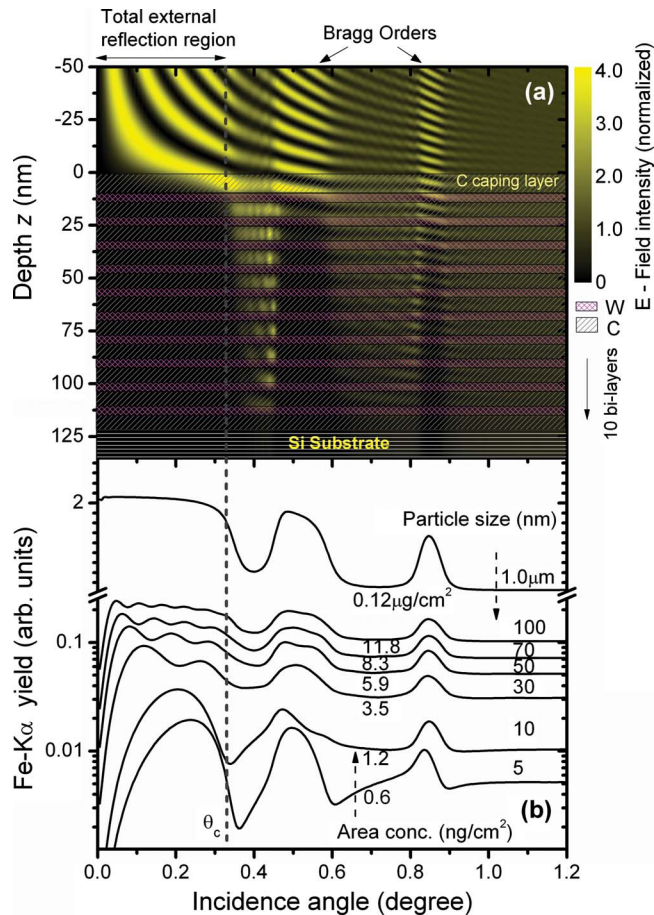 Total external
reflection region
Bragg Orders
-50
-25
0
25
50
75
100
125
Depth z (nm)
(a)
C caping layer
Si Substrate
4.0
3.0
2.0
1.0
0
E - Field intensity (normalized)
W
C
10 bi-layers
2
0.1
0.01
Fe-Kα yield (arb. units)
Particle size (nm)
1.0μm
0.12μg/cm²
100
11.8
70
8.3
50
5.9
30
3.5
10
1.2
5
0.6
Area conc. (ng/cm²)
(b)
θc
0.0 0.2 0.4 0.6 0.8 1.0 1.2
Incidence angle (degree)